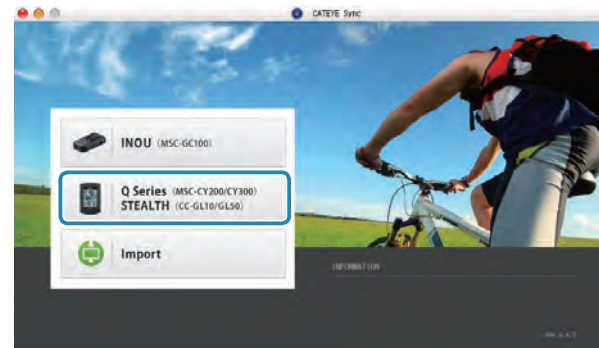 CATEYE Sync
INOU (MSC-GC100)
Q Series (MSC-CY200/CY300)
STEALTH (CC-GL10/GL50)
Import
INFORMATION